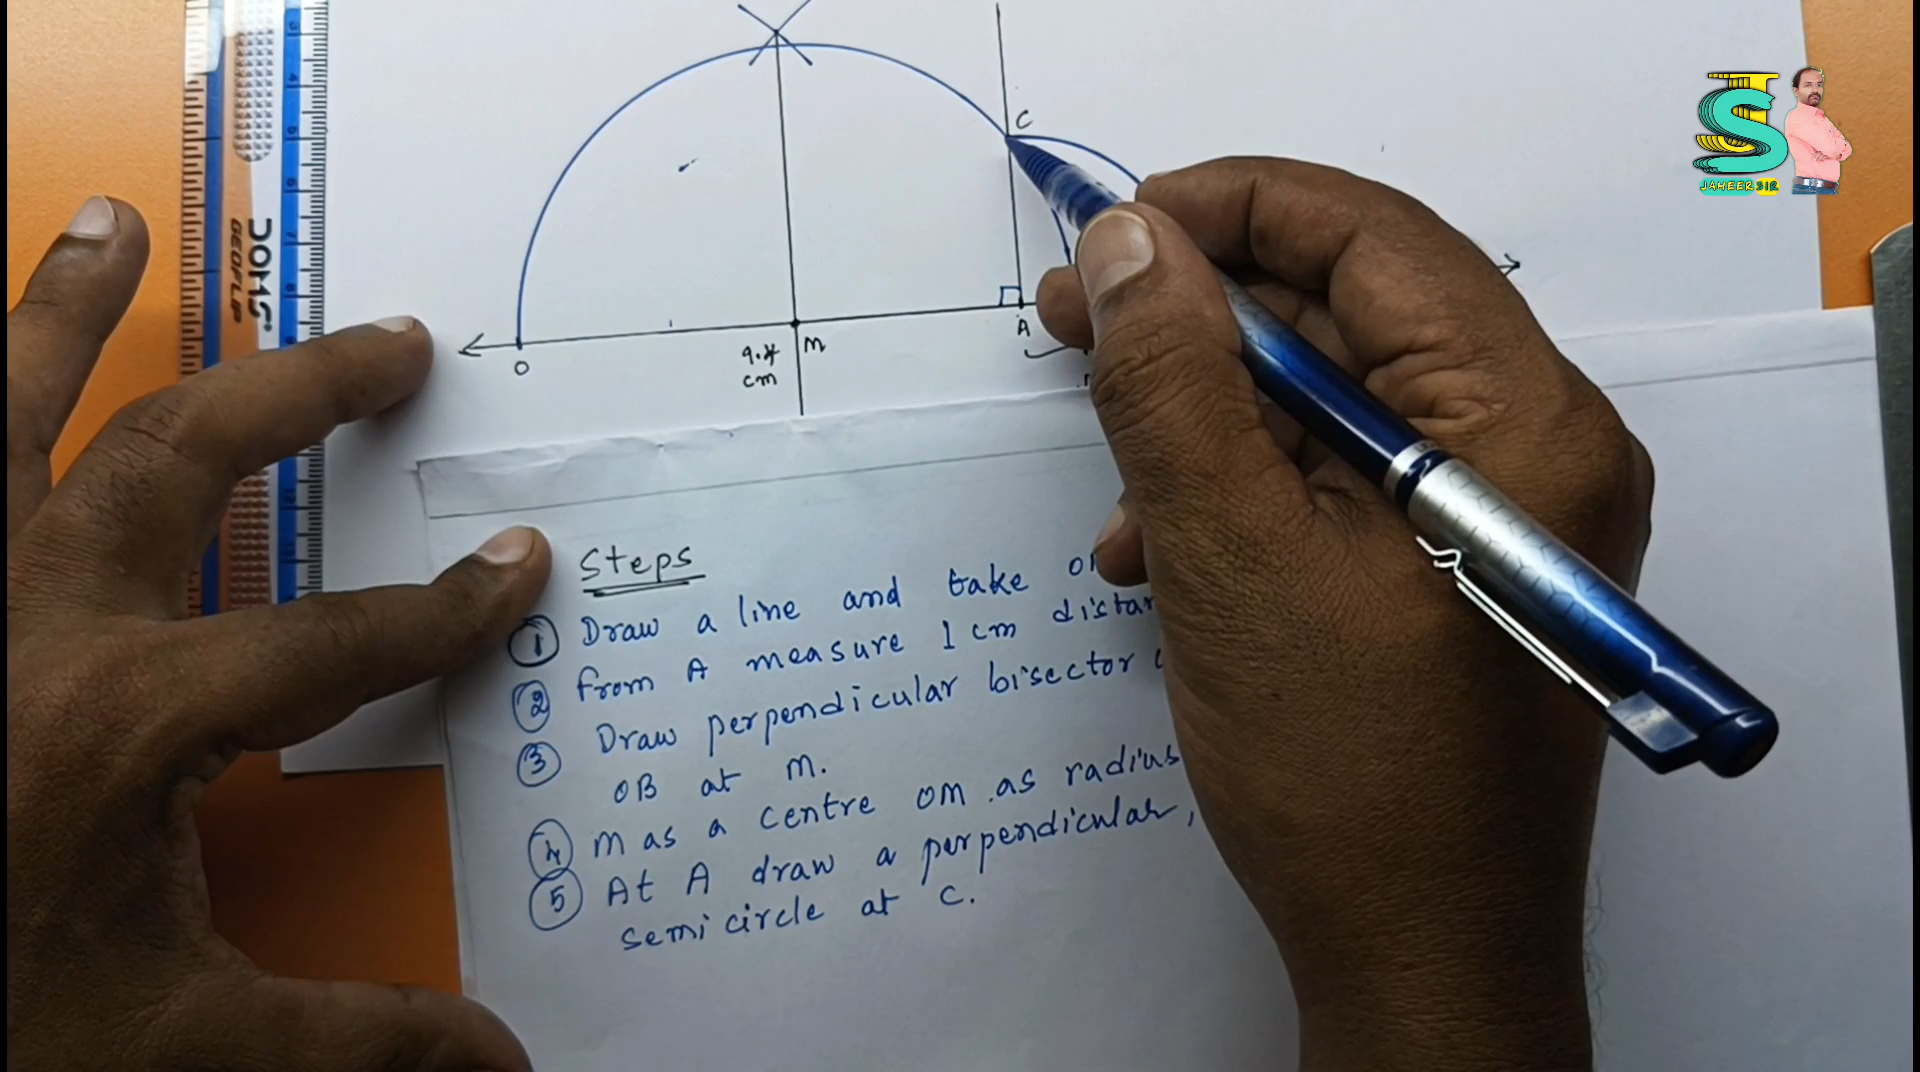 C
A
O
M
9.4
cm
DOMS
GEOFLIP
JS
JAHEER SIR
Steps
1 Draw a line and take
2 From A measure 1 cm
3 Draw perpendicular bisector
OB at M.
4 M as a centre OM as radius
5 At A draw a perpendicular,
semi circle at C.